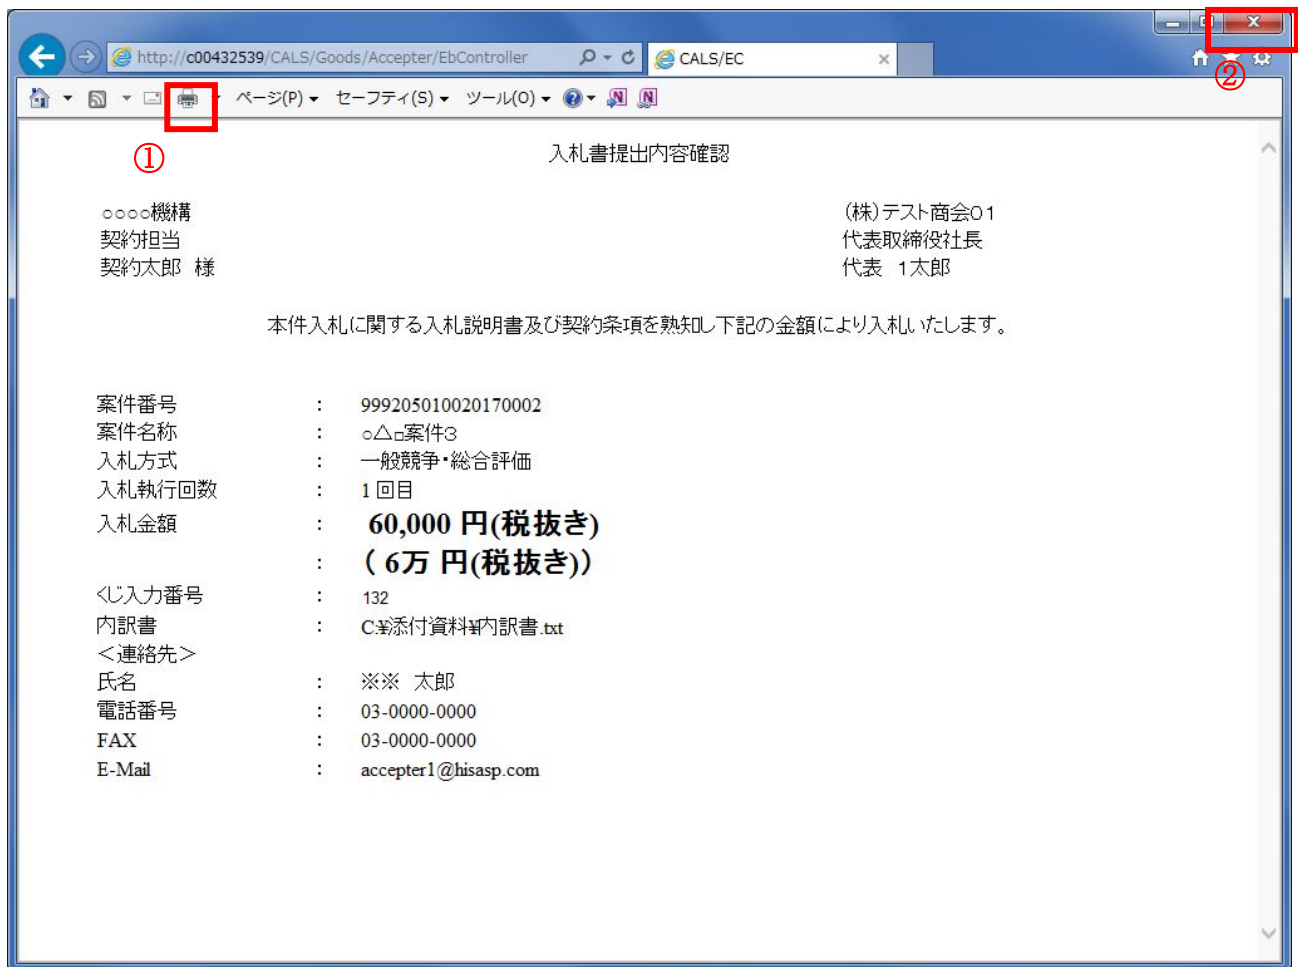 http://c00432539/CALS/Goods/Accepter/EbController
CALS/EC
ページ(P) セーフティ(S) ツール(O)
① ②
入札書提出内容確認
○○○○機構 (株)テスト商会01
契約担当 代表取締役社長
契約太郎 様 代表 1太郎
本件入札に関する入札説明書及び契約条項を熟知し下記の金額により入札いたします。
案件番号 : 999205010020170002
案件名称 : ○△□案件3
入札方式 : 一般競争・総合評価
入札執行回数 : 1 回目
入札金額 : 60,000 円(税抜き)
: ( 6万 円(税抜き))
くじ入力番号 : 132
内訳書 : C:¥添付資料¥内訳書.txt
＜連絡先＞
氏名 : ※※ 太郎
電話番号 : 03-0000-0000
FAX : 03-0000-0000
E-Mail : accepter1@hisasp.com